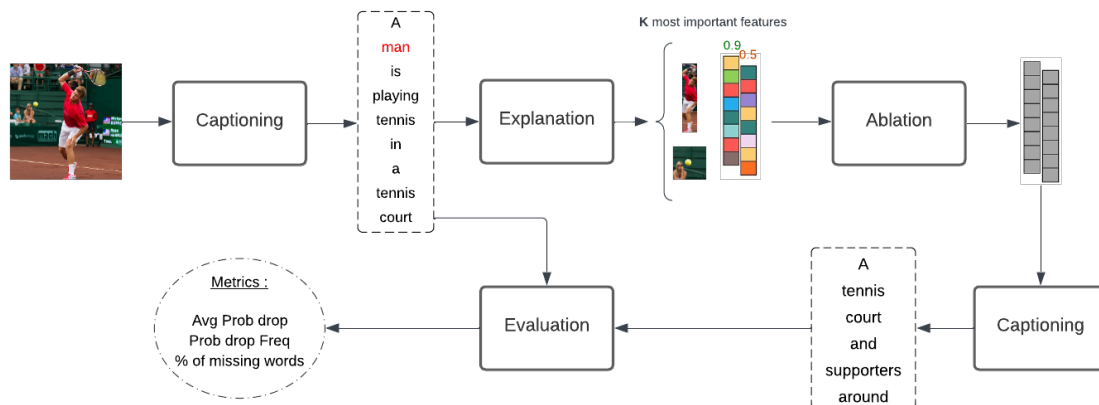 K most important features
A
man
is
playing
tennis
in
a
tennis
court
0.9
0.5
Captioning
Explanation
Ablation
Metrics :
Avg Prob drop
Prob drop Freq
% of missing words
Evaluation
A
tennis
court
and
supporters
around
Captioning
mach